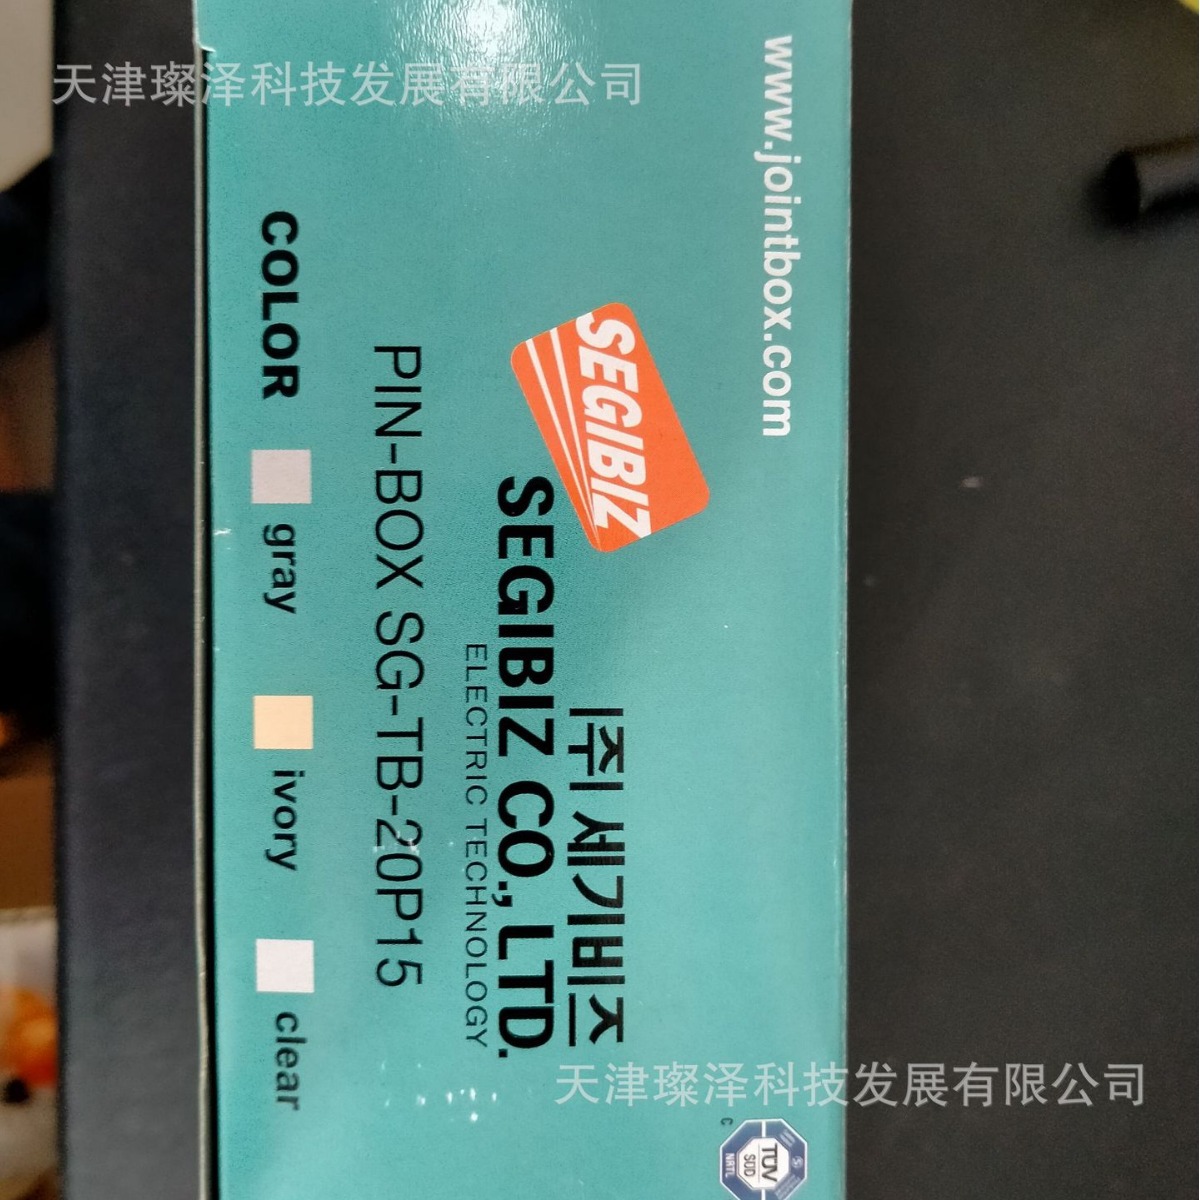 天津璨泽科技发展有限公司
www.jointbox.com
SEGIBIZ
(주)세기비즈
SEGIBIZ CO., LTD.
ELECTRIC TECHNOLOGY
PIN-BOX SG-TB-20P15
COLOR gray ivory clear
天津璨泽科技发展有限公司
C
TÜV
SÜD
NRTL